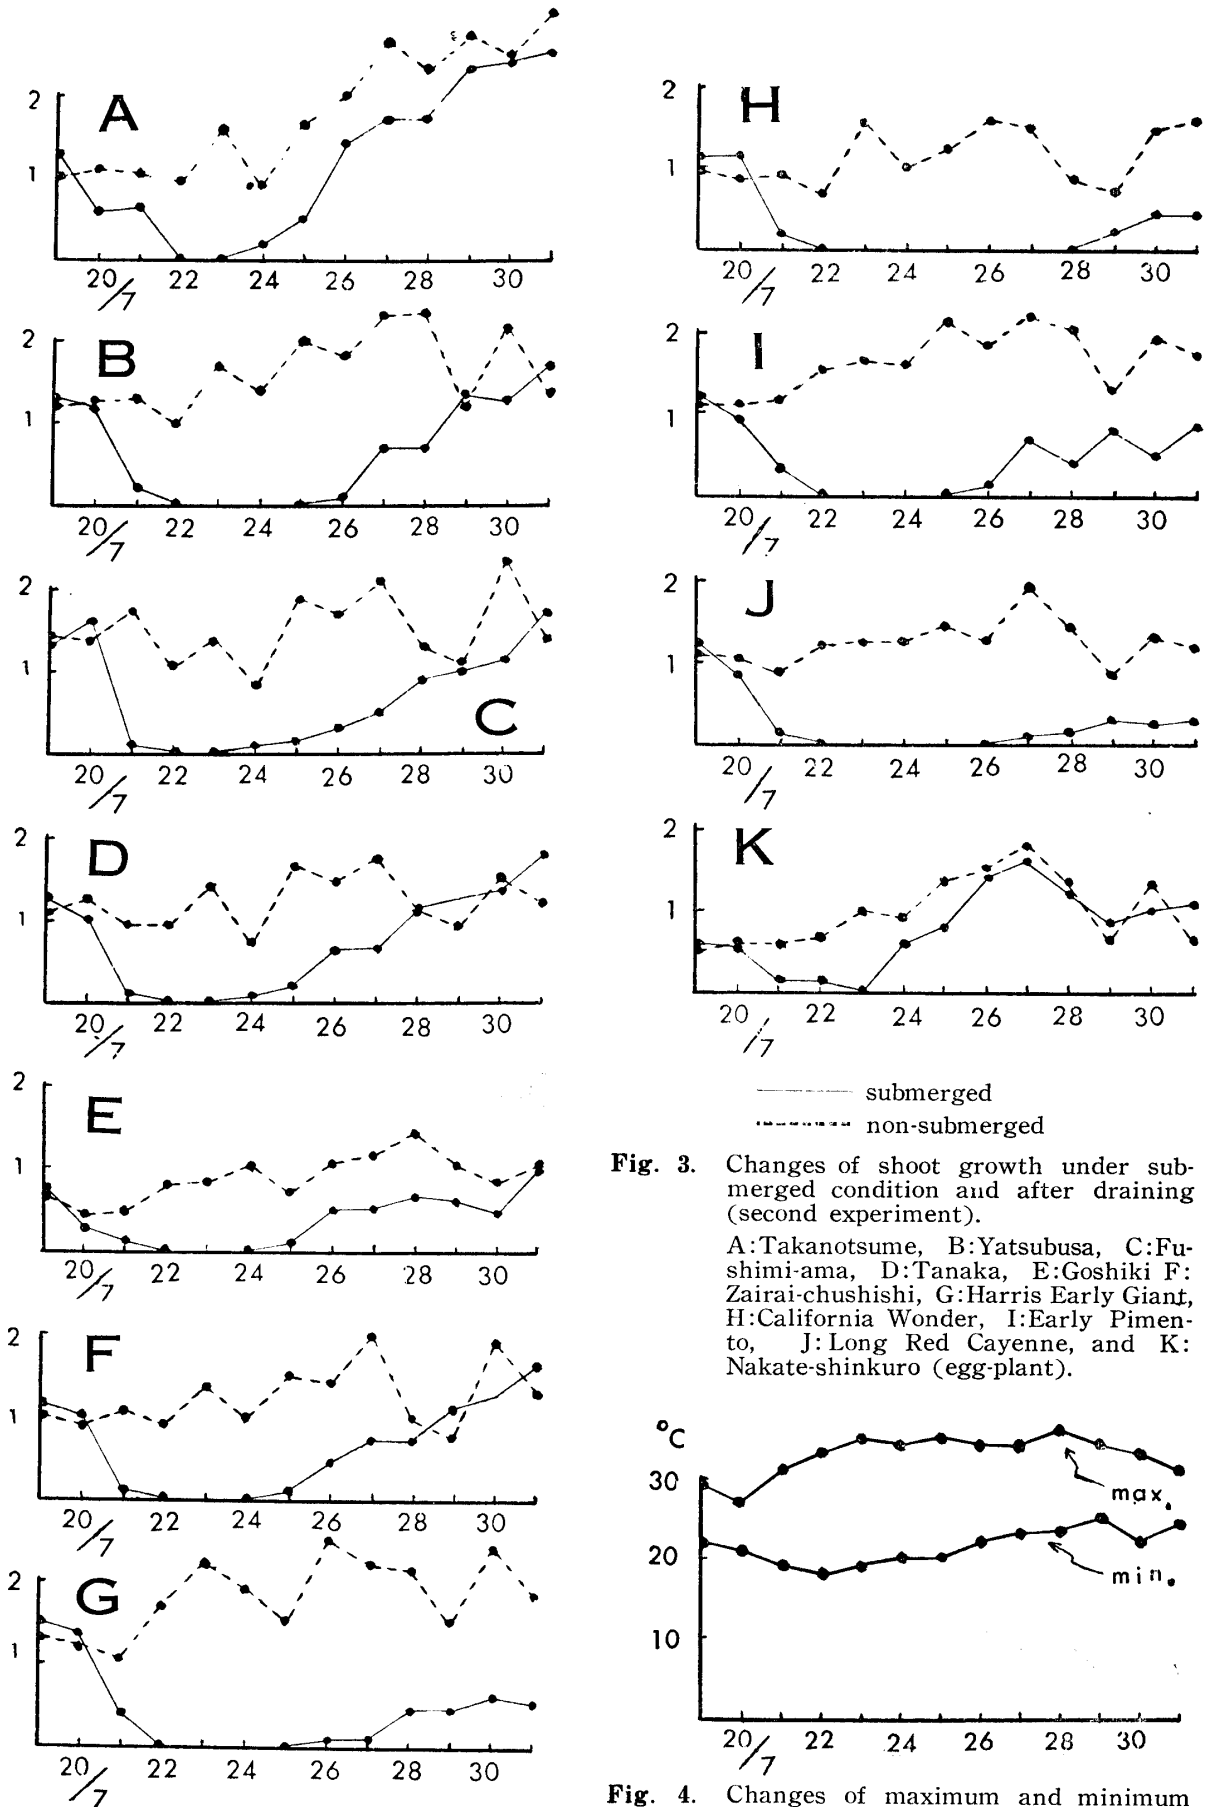 2
A
1
20/7 22 24 26 28 30
2
B
1
20/7 22 24 26 28 30
2
1
C
20/7 22 24 26 28 30
2
D
1
20/7 22 24 26 28 30
2
E
1
20/7 22 24 26 28 30
2
F
1
20/7 22 24 26 28 30
2
G
1
20/7 22 24 26 28 30
2
H
1
20/7 22 24 26 28 30
2
I
1
20/7 22 24 26 28 30
2
J
1
20/7 22 24 26 28 30
2
K
1
20/7 22 24 26 28 30
submerged
non-submerged
Fig. 3. Changes of shoot growth under sub-
merged condition and after draining
(second experiment).
A:Takanotsume, B:Yatsubusa, C:Fu-
shimi-ama, D:Tanaka, E:Goshiki F:
Zairai-chushishi, G:Harris Early Giant,
H:California Wonder, I:Early Pimen-
to, J:Long Red Cayenne, and K:
Nakate-shinkuro (egg-plant).
°C
30
max.
20
min.
10
20/7 22 24 26 28 30
Fig. 4. Changes of maximum and minimum